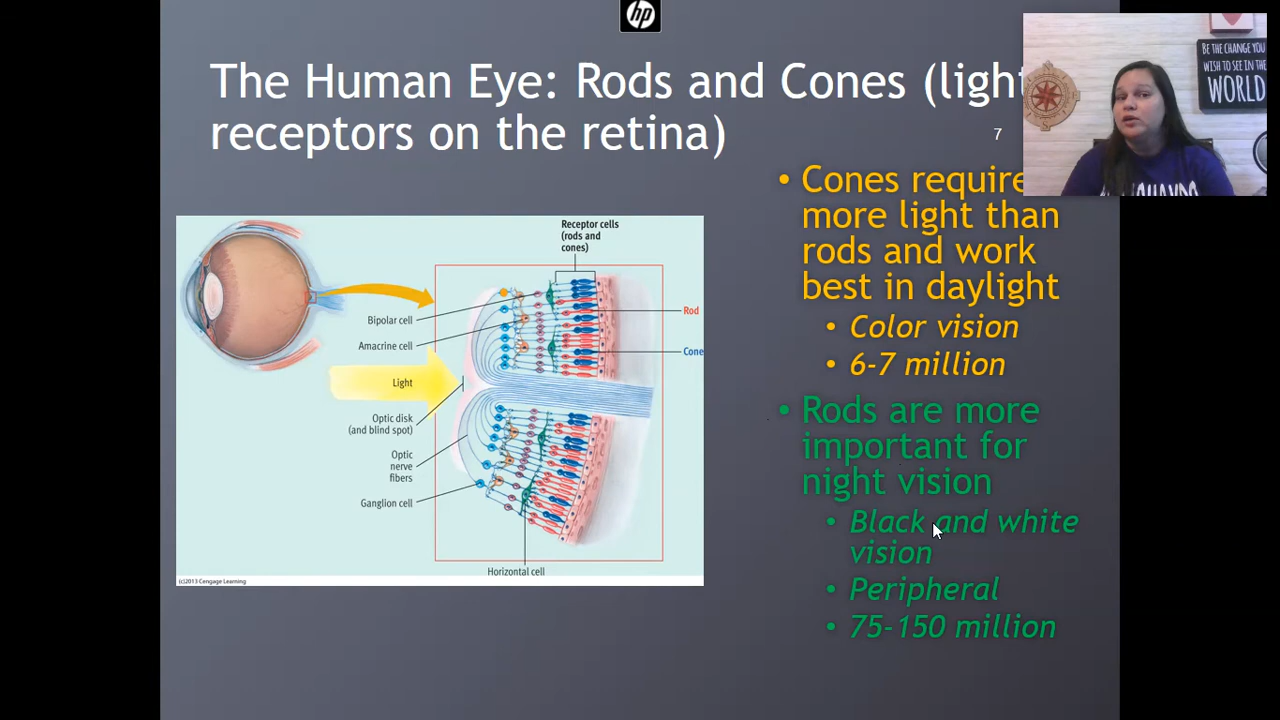 hp
The Human Eye: Rods and Cones (light
receptors on the retina)
7
BE THE CHANGE YOU
WISH TO SEE IN THE
WORLD
• Cones require
more light than
rods and work
best in daylight
• Color vision
• 6-7 million
• Rods are more
important for
night vision
• Black and white
vision
• Peripheral
• 75-150 million
Receptor cells
(rods and
cones)
Rod
Bipolar cell
Amacrine cell
Cone
Light
Optic disk
(and blind spot)
Optic
nerve
fibers
Ganglion cell
Horizontal cell
(c)2013 Cengage Learning